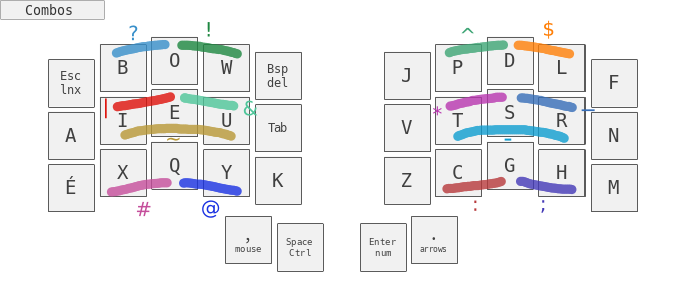 Combos
? ! ^ $
B O W P D L
Esc
lnx
Bsp
del
J F
| & * —
I E U T S R
A Tab V N
~ -
X Q Y C G H
É K Z M
# @ : ;
,
mouse
Space
Ctrl
Enter
num
.
arrows